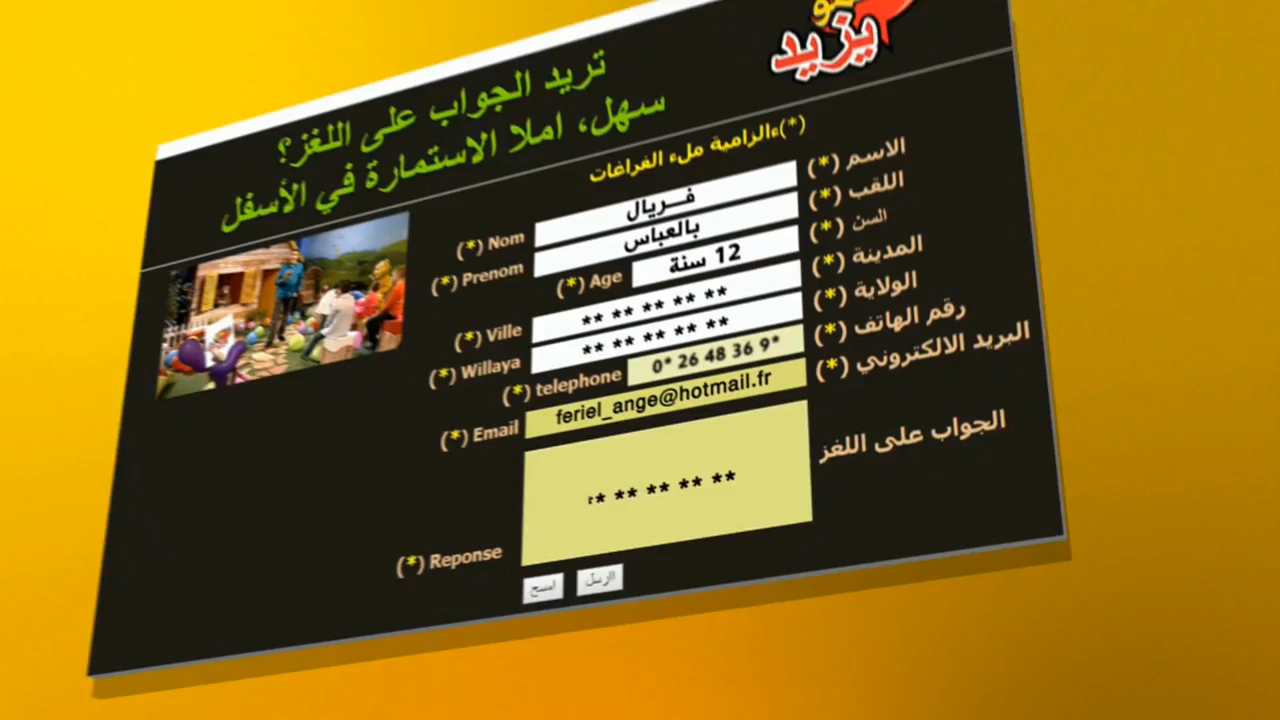 عمو
يزيد
تريد الجواب على اللغز؟
سهل، املا الاستمارة في الأسفل
(*)ءالزامية ملء الفراغات
(*) Nom فــريال الاسم (*)
(*) Prenom بالعباس اللقب (*)
(*) Age 12 سنة السن (*)
(*) Ville ** ** ** ** ** المدينة (*)
(*) Willaya ** ** ** ** ** الولاية (*)
(*) telephone 0* 26 48 36 9* رقم الهاتف (*)
(*) Email feriel_ange@hotmail.fr البريد الالكتروني (*)
الجواب على اللغز
** ** ** ** **
(*) Reponse
امسح ارسل